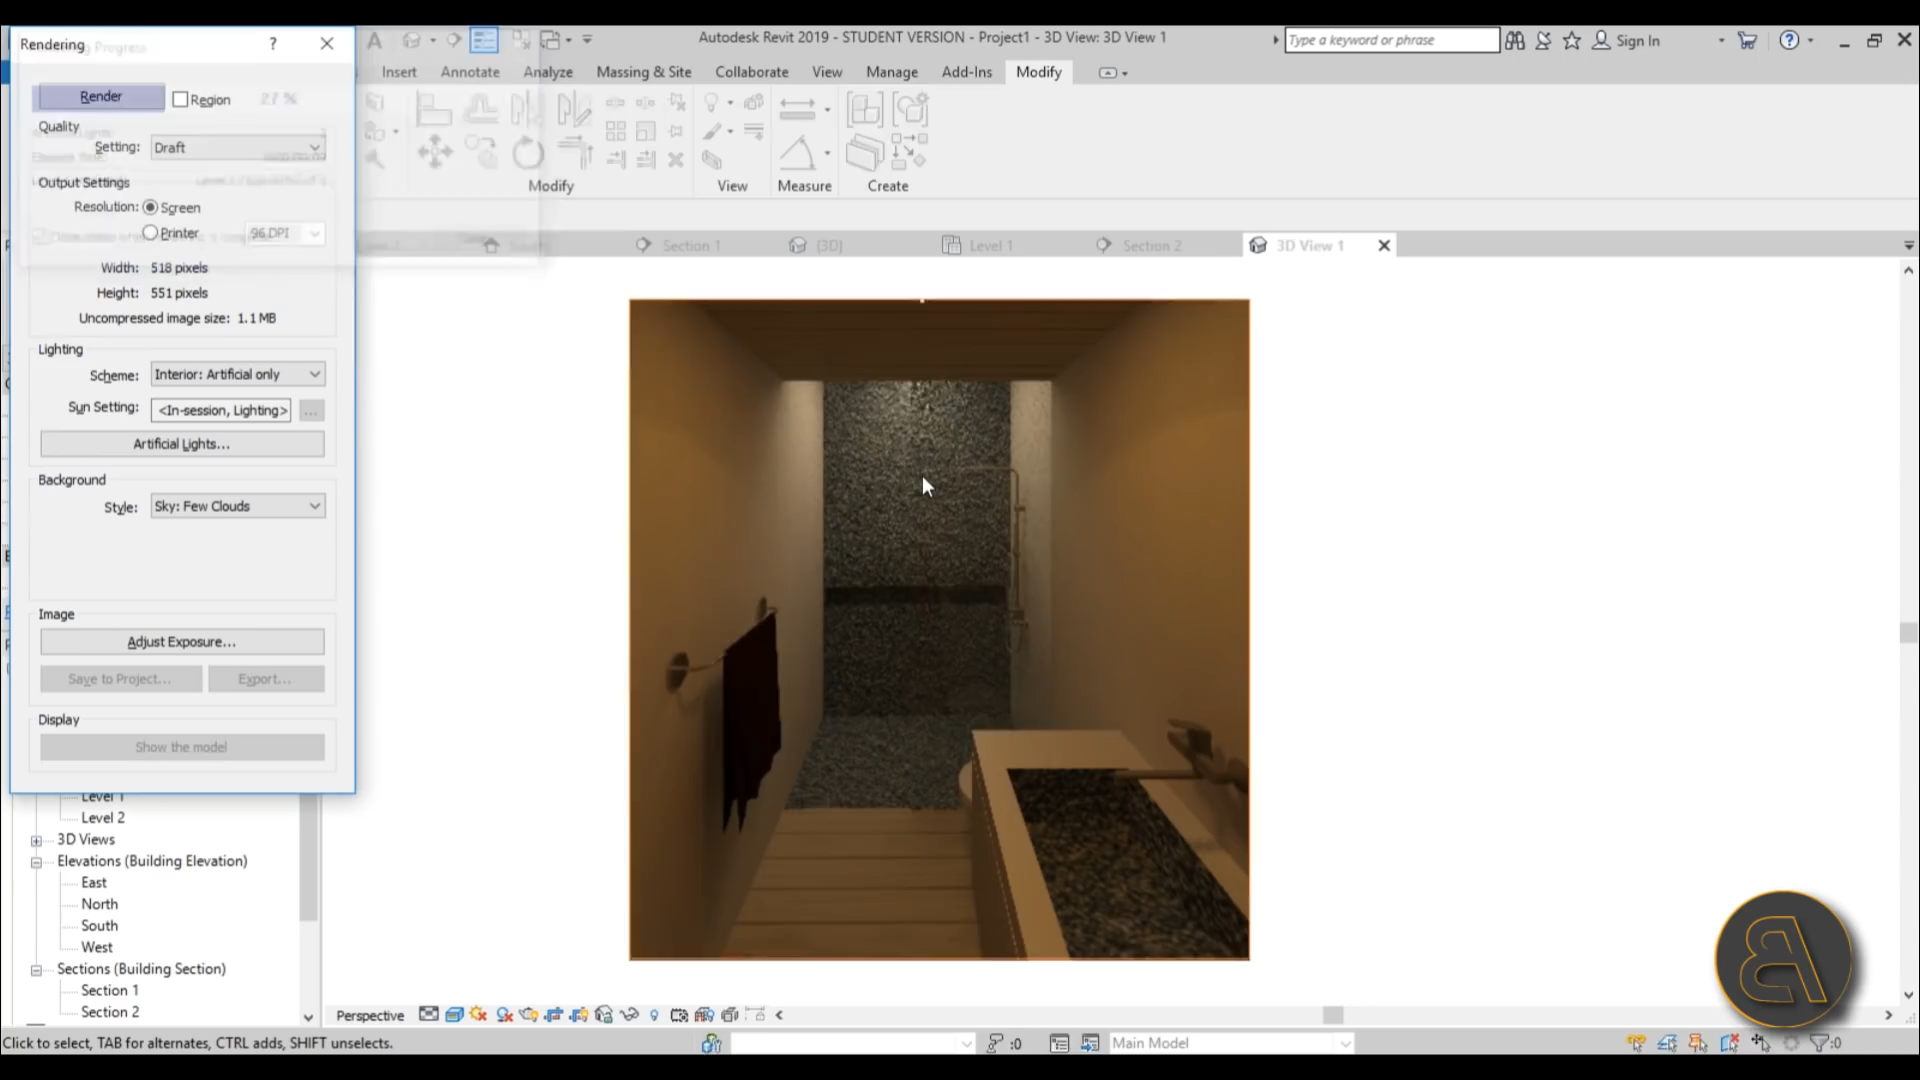 Rendering
Progress
?
Autodesk Revit 2019 - STUDENT VERSION - Project1 - 3D View: 3D View 1
Type a keyword or phrase
Sign In
Insert Annotate Analyze Massing & Site Collaborate View Manage Add-Ins Modify
Render
Region
27 %
Quality
Setting: Draft
Output Settings
Resolution: Screen
Printer
96 DPI
Width: 518 pixels
Height: 551 pixels
Uncompressed image size: 1.1 MB
Lighting
Scheme: Interior: Artificial only
Sun Setting: <In-session, Lighting>
...
Artificial Lights...
Background
Style: Sky: Few Clouds
Image
Adjust Exposure...
Save to Project...
Export...
Display
Show the model
Modify
View
Measure
Create
Section 1
{3D}
Level 1
Section 2
3D View 1
Level 1
Level 2
3D Views
Elevations (Building Elevation)
East
North
South
West
Sections (Building Section)
Section 1
Section 2
Perspective
Click to select, TAB for alternates, CTRL adds, SHIFT unselects.
:0
Main Model
:0